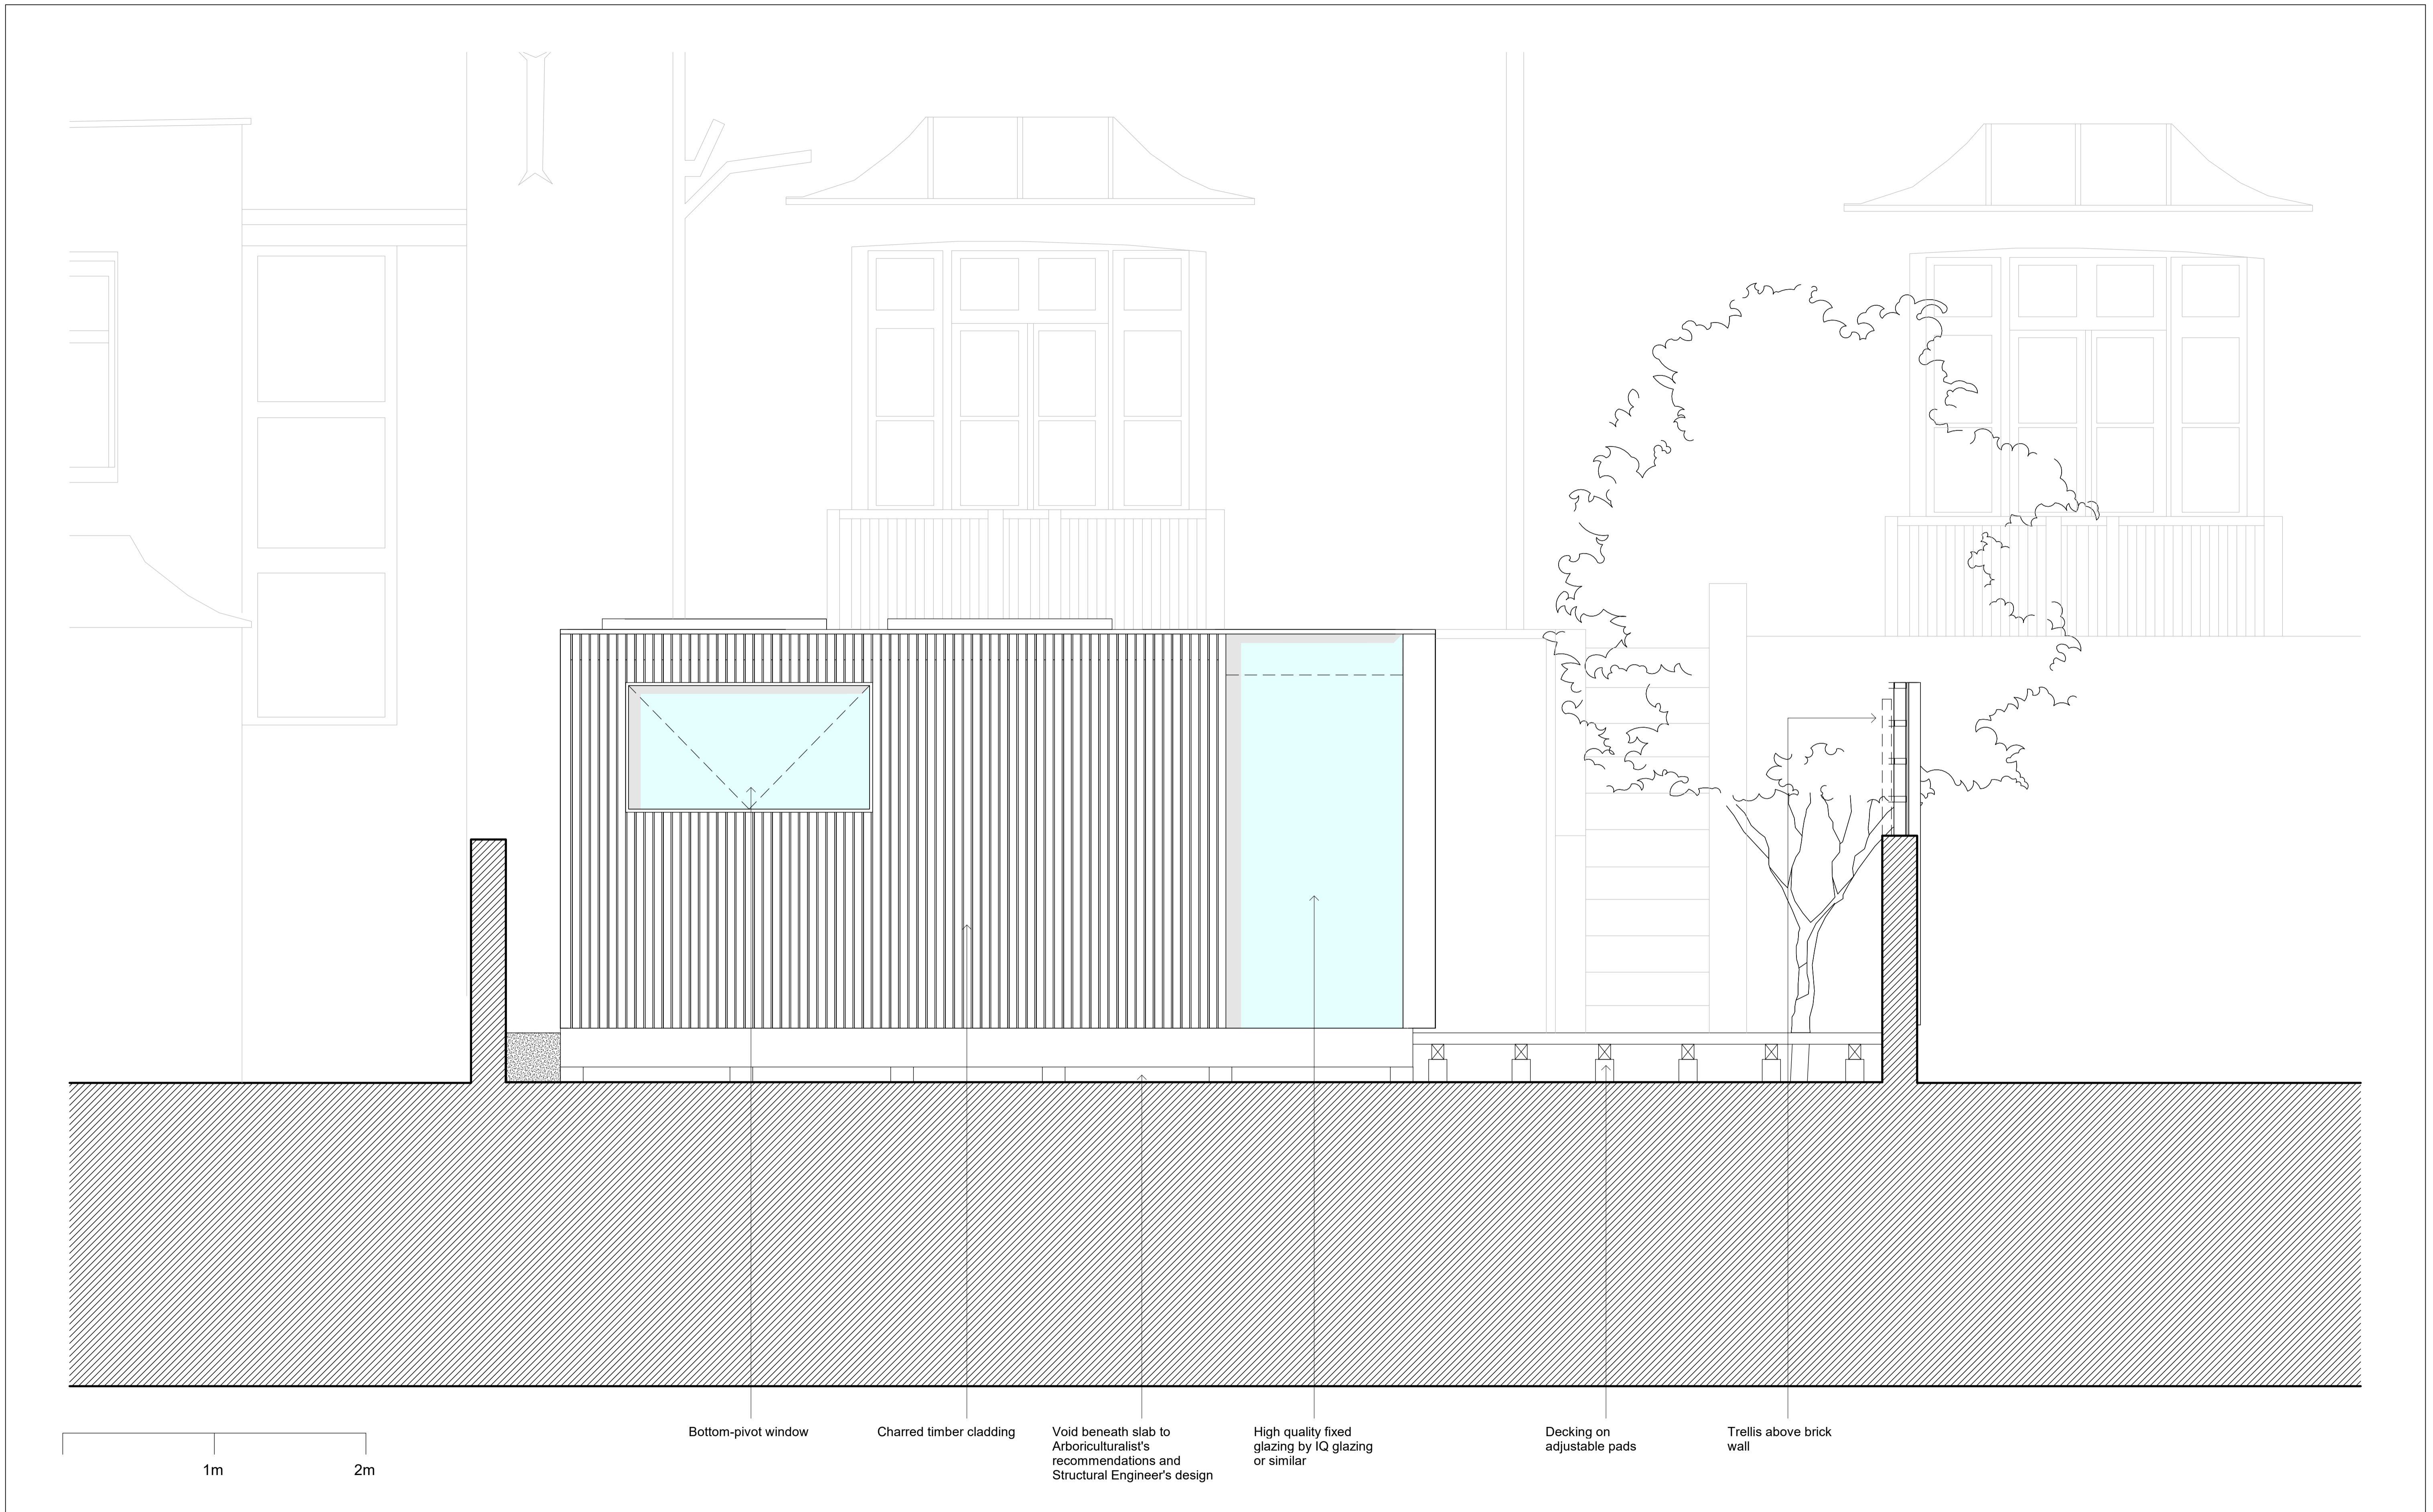 Bottom-pivot window
Charred timber cladding
Void beneath slab to
Arboriculturalist's
recommendations and
Structural Engineer's design
High quality fixed
glazing by IQ glazing
or similar
Decking on
adjustable pads
Trellis above brick
wall
1m
2m